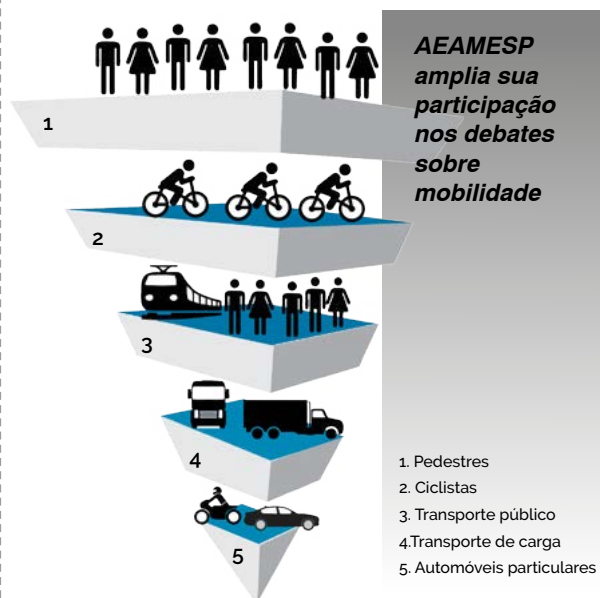 AEAMESP
amplia sua
participação
nos debates
sobre
mobilidade
1
2
3
4
5
1. Pedestres
2. Ciclistas
3. Transporte público
4.Transporte de carga
5. Automóveis particulares